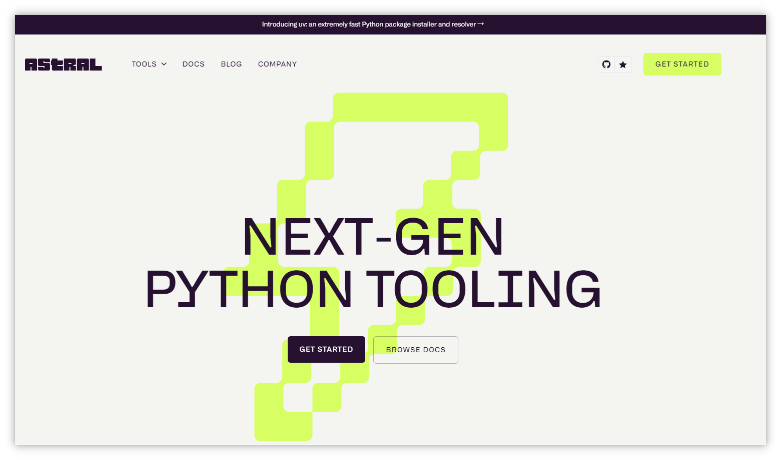 Introducing uv: an extremely fast Python package installer and resolver →
ASTRAL
TOOLS
DOCS
BLOG
COMPANY
GET STARTED
NEXT-GEN
PYTHON TOOLING
GET STARTED
BROWSE DOCS